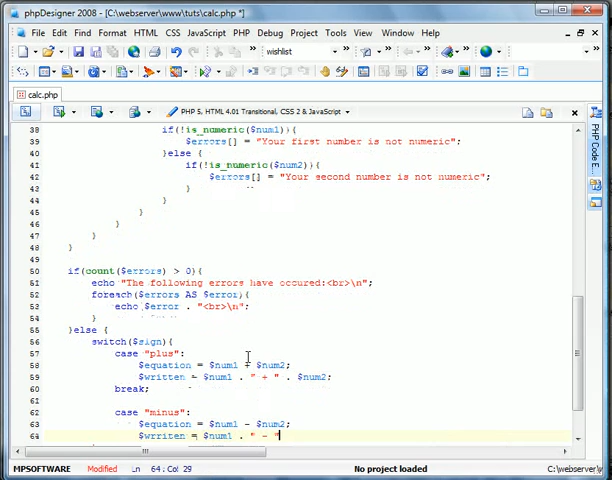 phpDesigner 2008 - [C:\webserver\www\tuts\calc.php *]
File Edit Find Format HTML CSS JavaScript PHP Debug Project Tools View Window Help
phpdr wishlist
calc.php
PHP 5, HTML 4.01 Transitional, CSS 2 & JavaScript
38 if(!is_numeric($num1)){
39 $errors[] = "Your first number is not numeric";
40 }else {
41 if(!is_numeric($num2)){
42 $errors[] = "Your second number is not numeric";
43 }
44 }
45 }
46 }
47 }
48 }
49
50 if(count($errors) > 0){
51 echo "The following errors have occured:<br>\n";
52 foreach($errors AS $error){
53 echo $error . "<br>\n";
54 }
55 }else {
56 switch($sign){
57 case "plus":
58 $equation = $num1 + $num2;
59 $written = $num1 . " + " . $num2;
60 break;
61
62 case "minus":
63 $equation = $num1 - $num2;
64 $wrriten = $num1 . " - "
PHP Code E...
MPSOFTWARE Modified Ln 64: Col 29 No project loaded C:\webserver\w